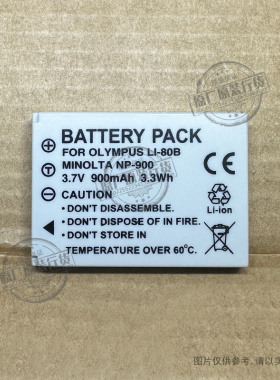 BATTERY PACK
FOR OLYMPUS LI-80B
MINOLTA NP-900
3.7V 900mAh 3.3Wh
CE
CAUTION:
• DON'T DISASSEMBLE.
• DON'T DISPOSE OF IN FIRE.
• DON'T STORE IN
TEMPERATURE OVER 60°C.
Li-ion